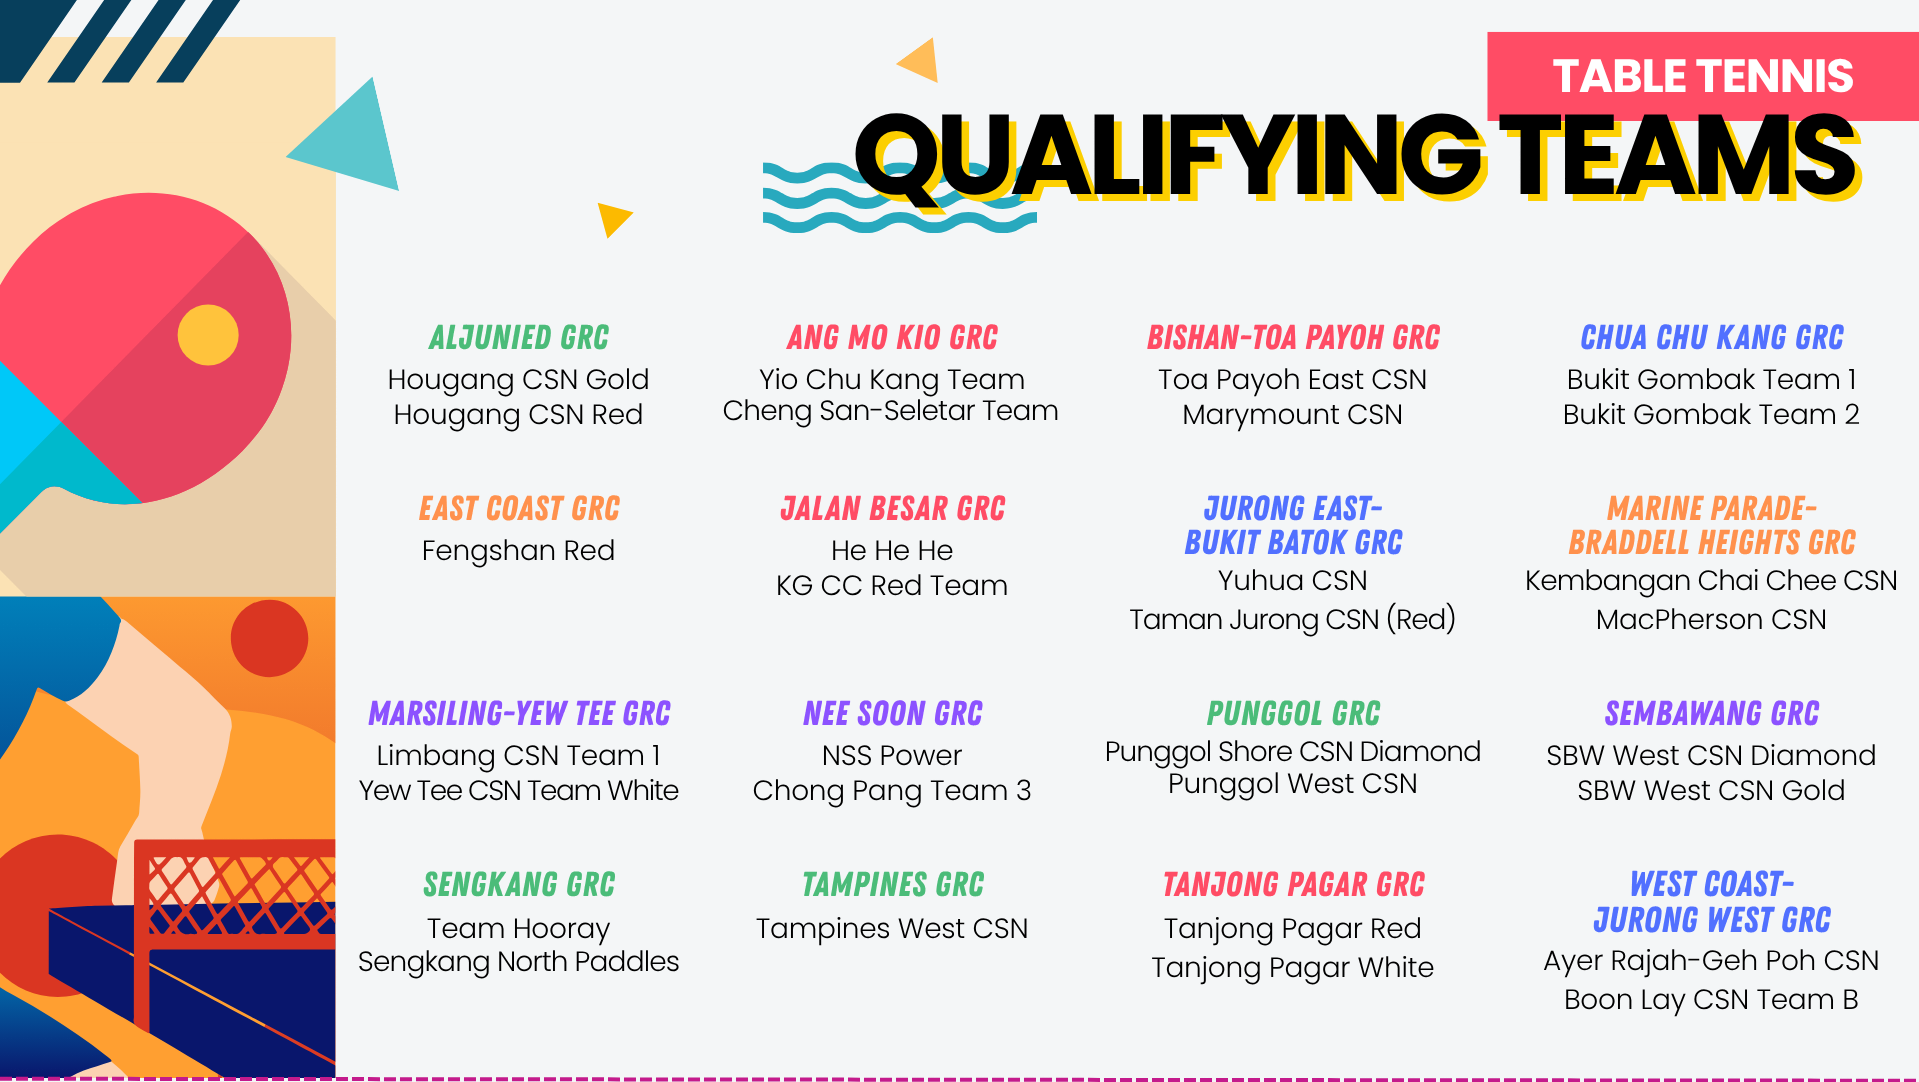 TABLE TENNIS
QUALIFYING TEAMS
ALJUNIED GRC
Hougang CSN Gold
Hougang CSN Red
ANG MO KIO GRC
Yio Chu Kang Team
Cheng San-Seletar Team
BISHAN-TOA PAYOH GRC
Toa Payoh East CSN
Marymount CSN
CHUA CHU KANG GRC
Bukit Gombak Team 1
Bukit Gombak Team 2
EAST COAST GRC
Fengshan Red
JALAN BESAR GRC
He He He
KG CC Red Team
JURONG EAST-
BUKIT BATOK GRC
Yuhua CSN
Taman Jurong CSN (Red)
MARINE PARADE-
BRADDELL HEIGHTS GRC
Kembangan Chai Chee CSN
MacPherson CSN
MARSILING-YEW TEE GRC
Limbang CSN Team 1
Yew Tee CSN Team White
NEE SOON GRC
NSS Power
Chong Pang Team 3
PUNGGOL GRC
Punggol Shore CSN Diamond
Punggol West CSN
SEMBAWANG GRC
SBW West CSN Diamond
SBW West CSN Gold
SENGKANG GRC
Team Hooray
Sengkang North Paddles
TAMPINES GRC
Tampines West CSN
TANJONG PAGAR GRC
Tanjong Pagar Red
Tanjong Pagar White
WEST COAST-
JURONG WEST GRC
Ayer Rajah-Geh Poh CSN
Boon Lay CSN Team B